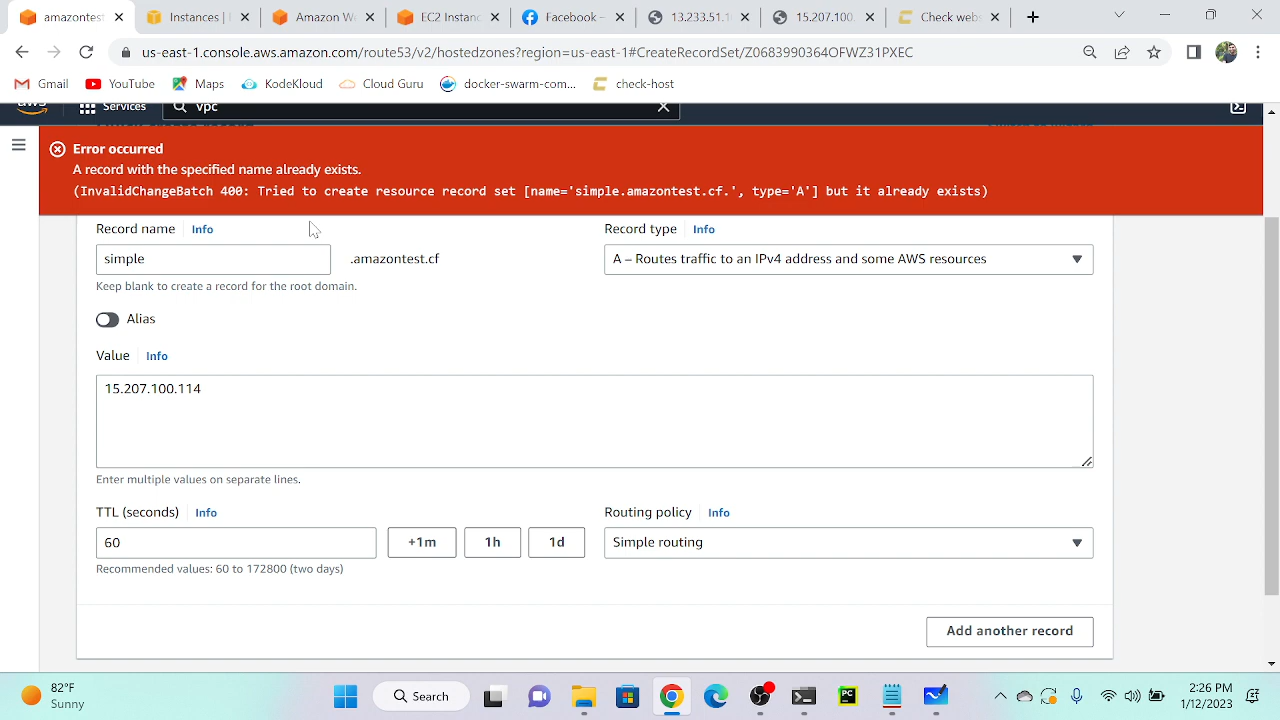 amazontest
Instances |
Amazon W
EC2 Instanc
Facebook –
13.233.51.1
15.207.100.
Check webs
us-east-1.console.aws.amazon.com/route53/v2/hostedzones?region=us-east-1#CreateRecordSet/Z0683990364OFWZ31PXEC
Gmail
YouTube
Maps
KodeKloud
Cloud Guru
docker-swarm-com...
check-host
aws
Services
vpc
Error occurred
A record with the specified name already exists.
(InvalidChangeBatch 400: Tried to create resource record set [name='simple.amazontest.cf.', type='A'] but it already exists)
Record name Info
Record type Info
simple
.amazontest.cf
A – Routes traffic to an IPv4 address and some AWS resources
Keep blank to create a record for the root domain.
Alias
Value Info
15.207.100.114
Enter multiple values on separate lines.
TTL (seconds) Info
Routing policy Info
60
+1m
1h
1d
Simple routing
Recommended values: 60 to 172800 (two days)
Add another record
82°F
Sunny
Search
PC
2:26 PM
1/12/2023